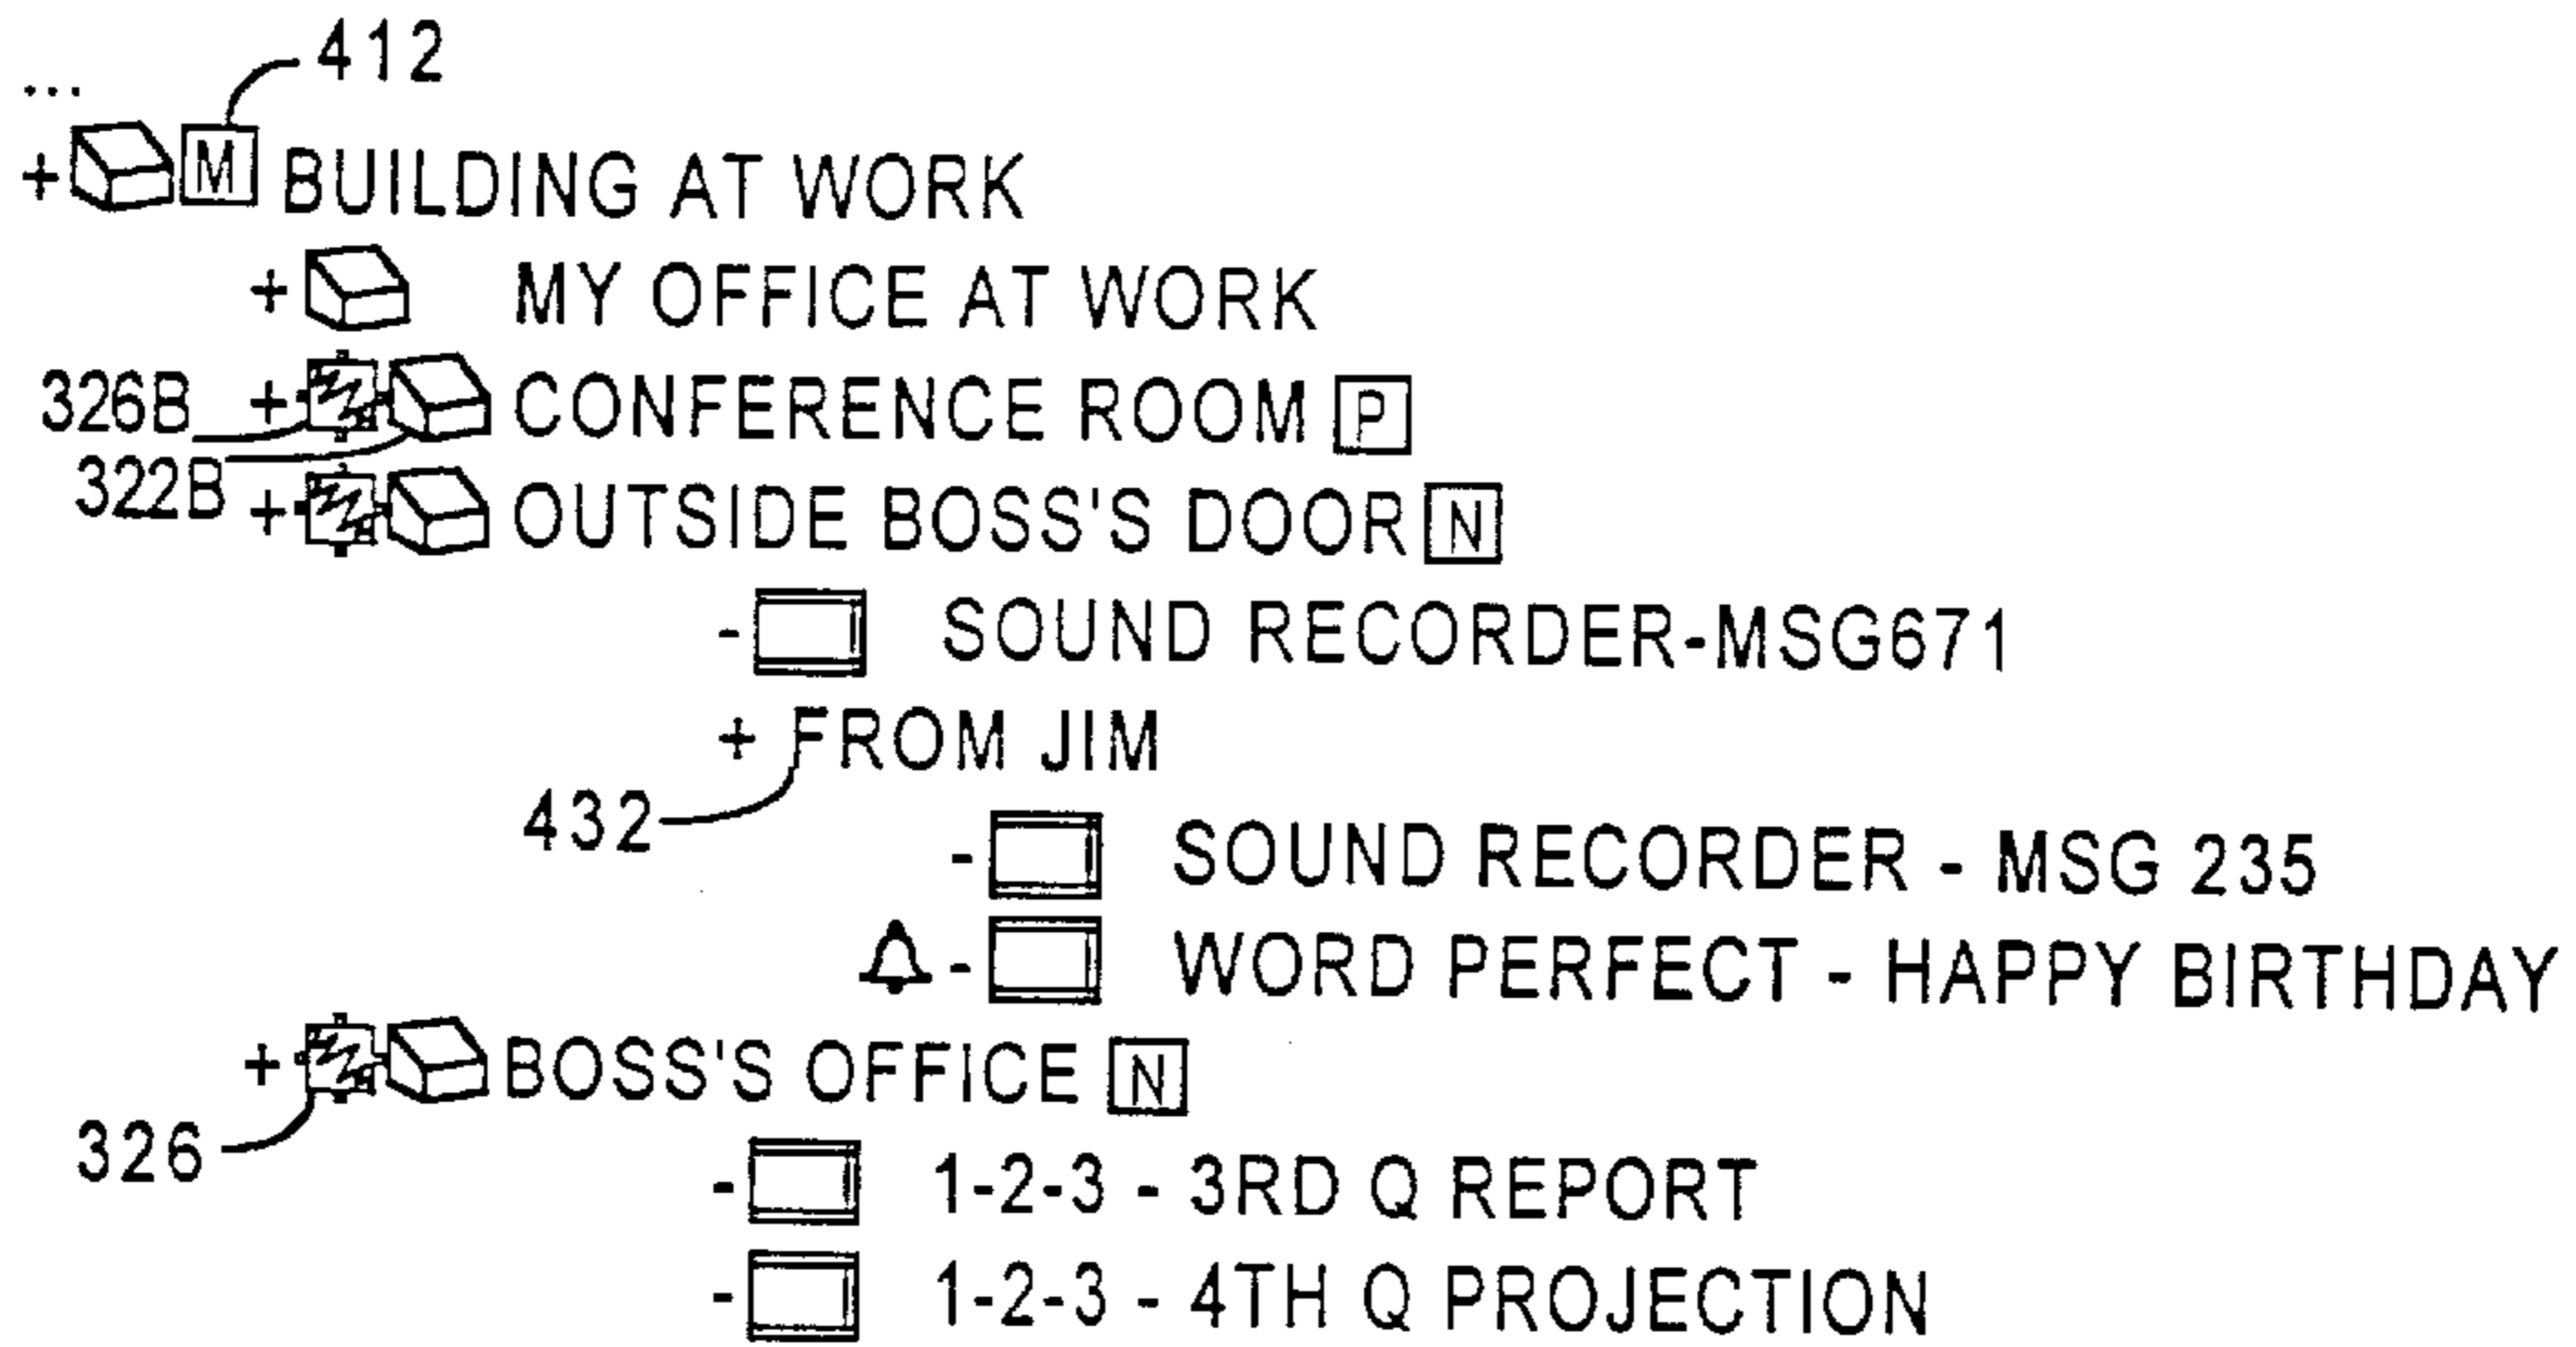 ... 412
+ M BUILDING AT WORK
+ MY OFFICE AT WORK
326B + CONFERENCE ROOM P
322B + OUTSIDE BOSS'S DOOR N
- SOUND RECORDER-MSG671
+ FROM JIM
432
- SOUND RECORDER - MSG 235
- WORD PERFECT - HAPPY BIRTHDAY
+ BOSS'S OFFICE N
326
- 1-2-3 - 3RD Q REPORT
- 1-2-3 - 4TH Q PROJECTION